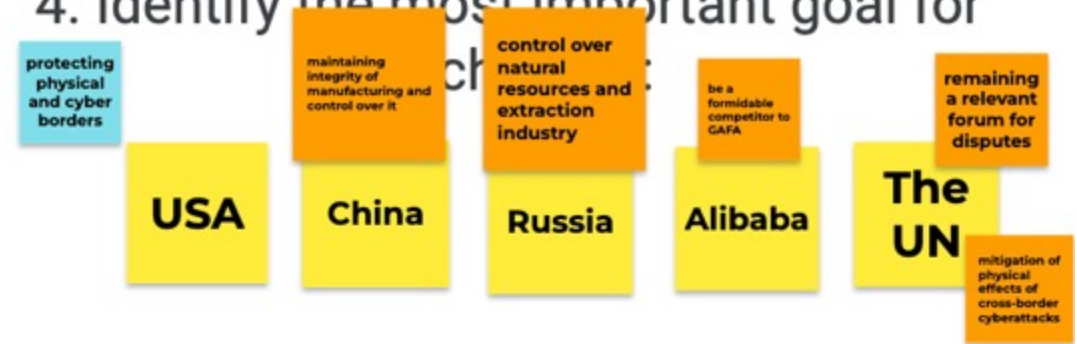 4. Identify the most important goal for
protecting
physical
and cyber
borders
maintaining
integrity of
manufacturing and
control over it
control over
natural
resources and
extraction
industry
be a
formidable
competitor to
GAFA
remaining
a relevant
forum for
disputes
USA
China
Russia
Alibaba
The
UN
mitigation of
physical
effects of
cross-border
cyberattacks